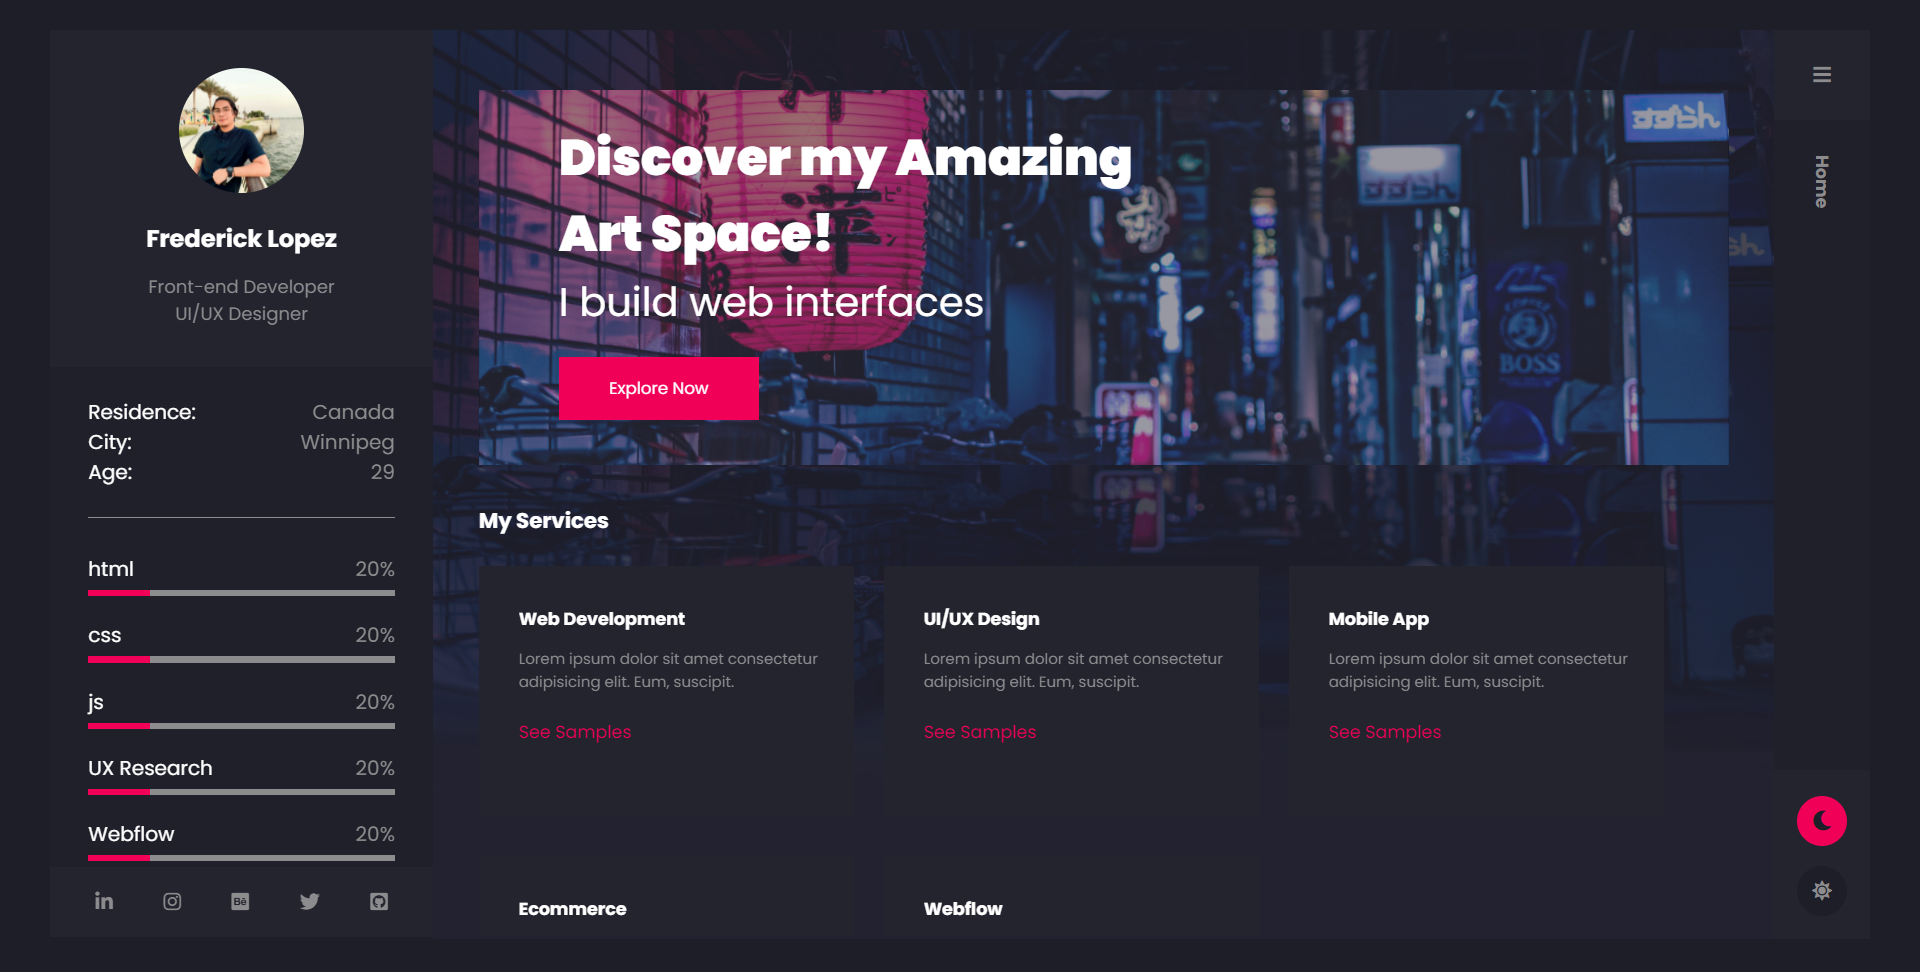 Frederick Lopez
Front-end Developer
UI/UX Designer
Residence: Canada
City: Winnipeg
Age: 29
html 20%
css 20%
js 20%
UX Research 20%
Webflow 20%
Bē
Discover my Amazing
Art Space!
I build web interfaces
Explore Now
BOSS
My Services
Web Development
Lorem ipsum dolor sit amet consectetur
adipisicing elit. Eum, suscipit.
See Samples
UI/UX Design
Lorem ipsum dolor sit amet consectetur
adipisicing elit. Eum, suscipit.
See Samples
Mobile App
Lorem ipsum dolor sit amet consectetur
adipisicing elit. Eum, suscipit.
See Samples
Ecommerce
Webflow
Home